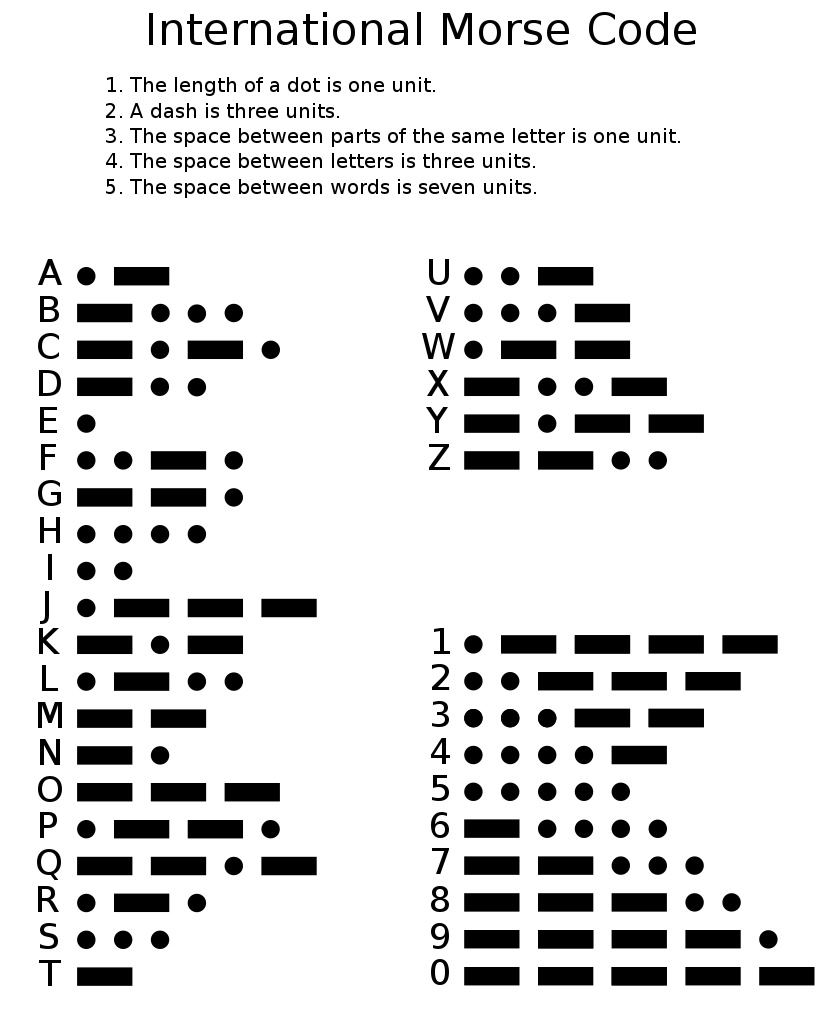 International Morse Code
1. The length of a dot is one unit.
2. A dash is three units.
3. The space between parts of the same letter is one unit.
4. The space between letters is three units.
5. The space between words is seven units.
A
B
C
D
E
F
G
H
I
J
K
L
M
N
O
P
Q
R
S
T
U
V
W
X
Y
Z
1
2
3
4
5
6
7
8
9
0